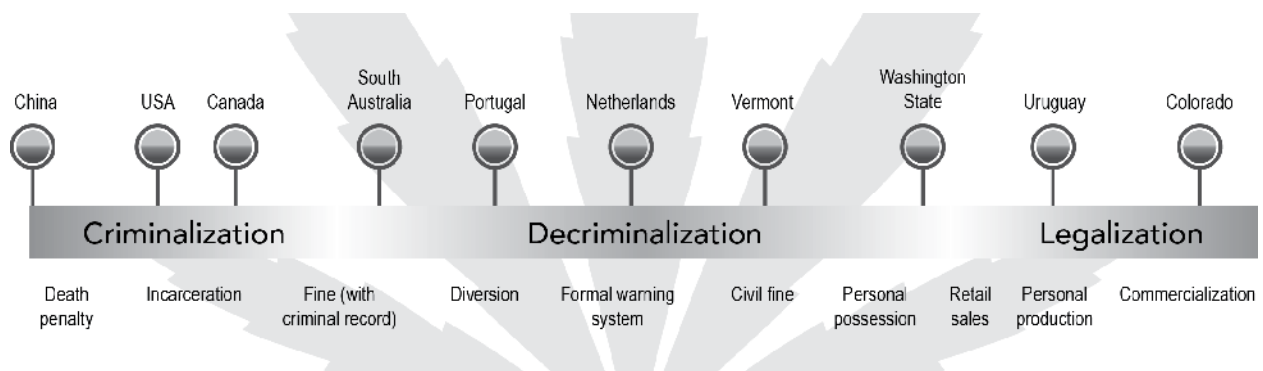 China
USA
Canada
South
Australia
Portugal
Netherlands
Vermont
Washington
State
Uruguay
Colorado
Criminalization
Decriminalization
Legalization
Death
penalty
Incarceration
Fine (with
criminal record)
Diversion
Formal warning
system
Civil fine
Personal
possession
Retail
sales
Personal
production
Commercialization